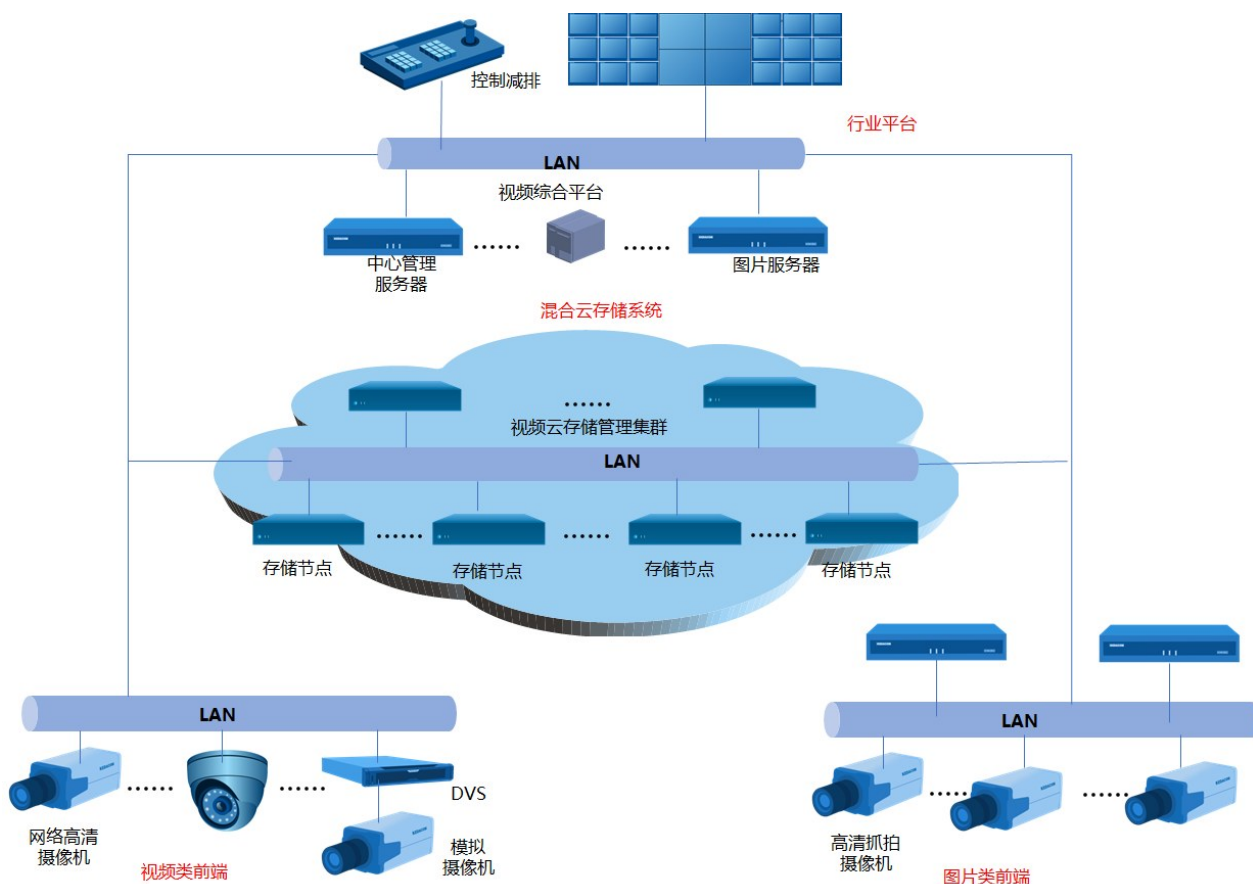 控制减排
行业平台
LAN
视频综合平台
中心管理
服务器
图片服务器
混合云存储系统
视频云存储管理集群
LAN
存储节点
存储节点
存储节点
存储节点
LAN
LAN
网络高清
摄像机
DVS
模拟
摄像机
视频类前端
高清抓拍
摄像机
图片类前端